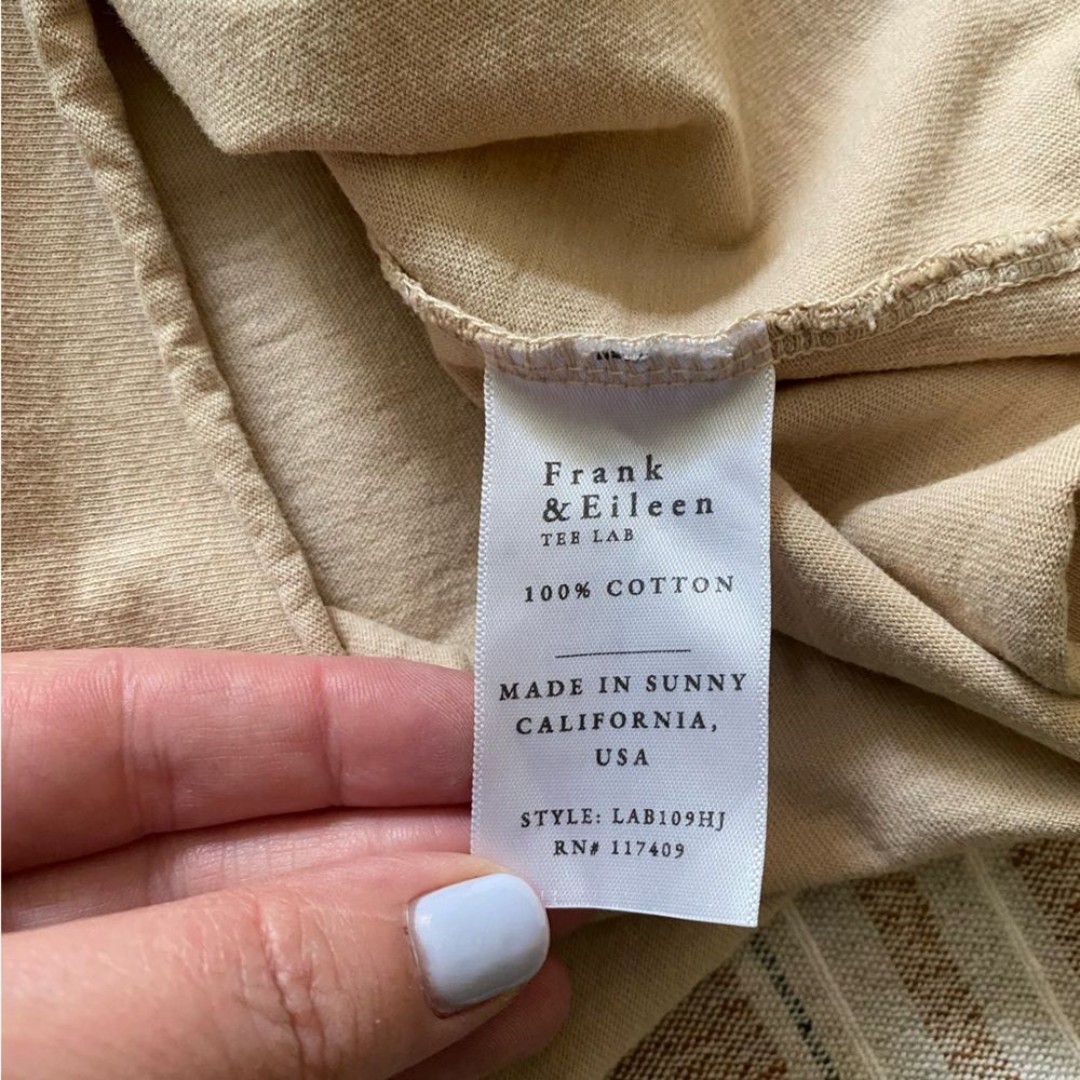 Frank
& Eileen
TEE LAB
100% COTTON
MADE IN SUNNY
CALIFORNIA,
USA
STYLE: LAB109HJ
RN# 117409